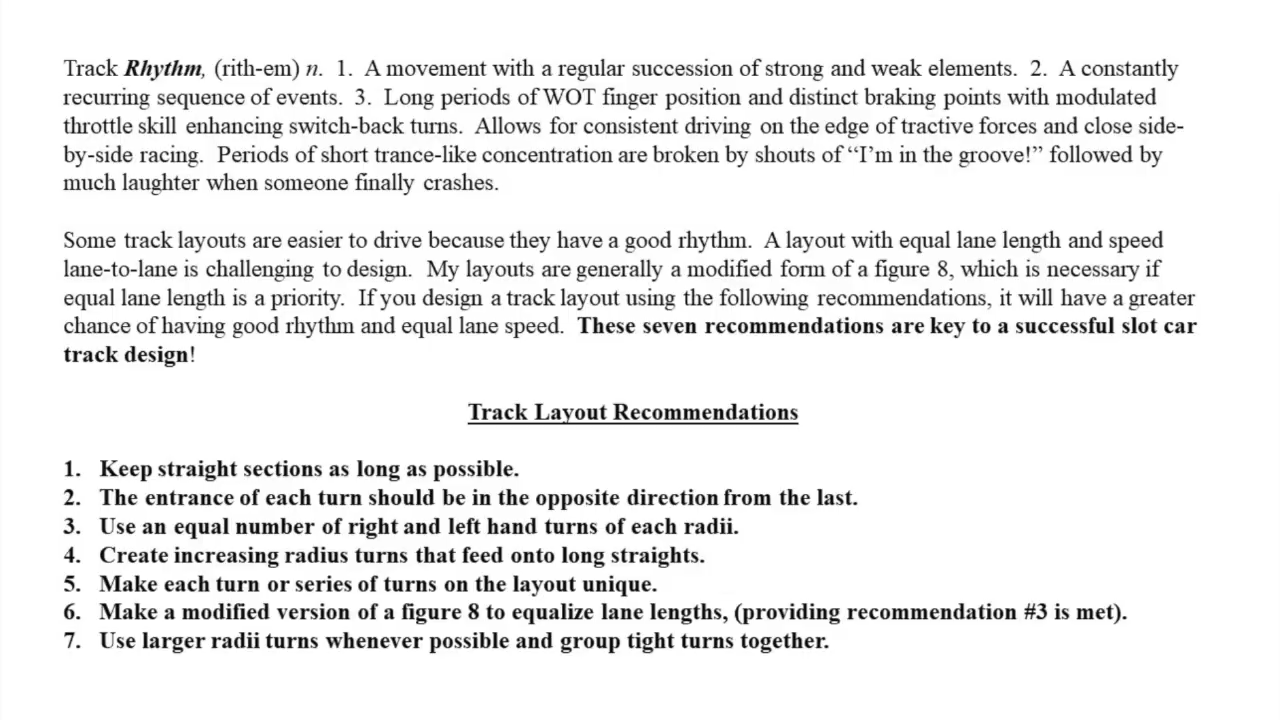 Track Rhythm, (rith-em) n. 1. A movement with a regular succession of strong and weak elements. 2. A constantly
recurring sequence of events. 3. Long periods of WOT finger position and distinct braking points with modulated
throttle skill enhancing switch-back turns. Allows for consistent driving on the edge of tractive forces and close side-
by-side racing. Periods of short trance-like concentration are broken by shouts of “I’m in the groove!” followed by
much laughter when someone finally crashes.
Some track layouts are easier to drive because they have a good rhythm. A layout with equal lane length and speed
lane-to-lane is challenging to design. My layouts are generally a modified form of a figure 8, which is necessary if
equal lane length is a priority. If you design a track layout using the following recommendations, it will have a greater
chance of having good rhythm and equal lane speed. These seven recommendations are key to a successful slot car
track design!
Track Layout Recommendations
1. Keep straight sections as long as possible.
2. The entrance of each turn should be in the opposite direction from the last.
3. Use an equal number of right and left hand turns of each radii.
4. Create increasing radius turns that feed onto long straights.
5. Make each turn or series of turns on the layout unique.
6. Make a modified version of a figure 8 to equalize lane lengths, (providing recommendation #3 is met).
7. Use larger radii turns whenever possible and group tight turns together.